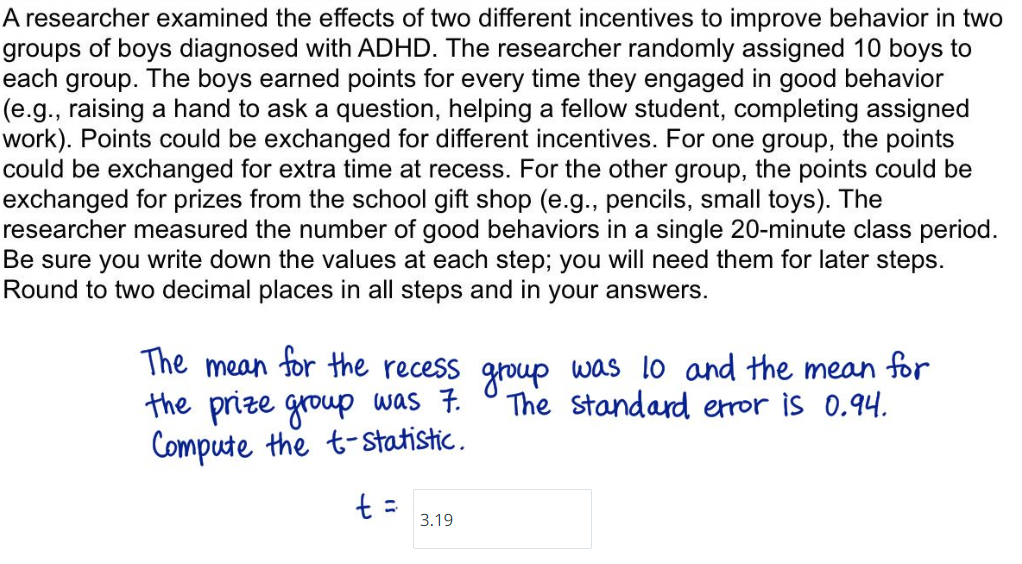 A researcher examined the effects of two different incentives to improve behavior in two
groups of boys diagnosed with ADHD. The researcher randomly assigned 10 boys to
each group. The boys earned points for every time they engaged in good behavior
(e.g., raising a hand to ask a question, helping a fellow student, completing assigned
work). Points could be exchanged for different incentives. For one group, the points
could be exchanged for extra time at recess. For the other group, the points could be
exchanged for prizes from the school gift shop (e.g., pencils, small toys). The
researcher measured the number of good behaviors in a single 20-minute class period.
Be sure you write down the values at each step; you will need them for later steps.
Round to two decimal places in all steps and in your answers.
The mean for the recess group was 10 and the mean for
the prize group was 7. The standard error is 0.94.
Compute the t-statistic.
t = 3.19